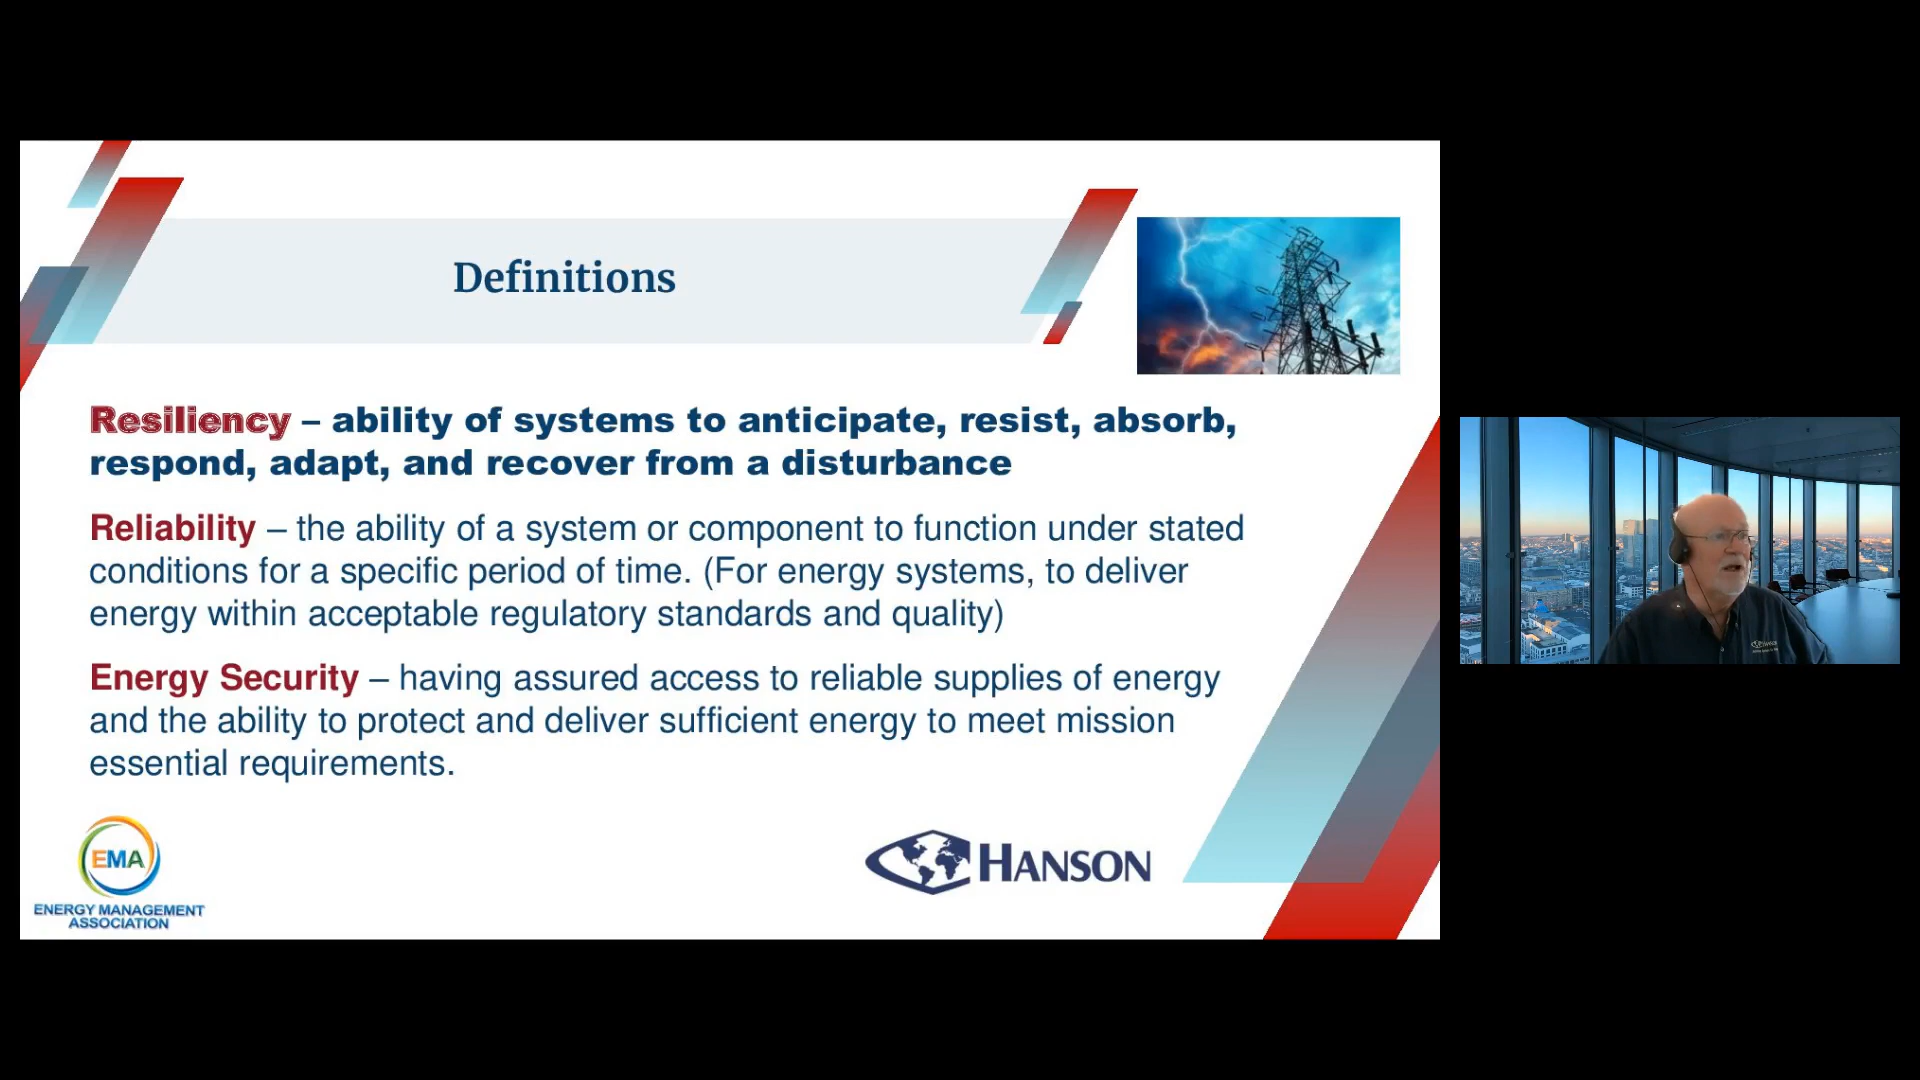 Definitions
Resiliency – ability of systems to anticipate, resist, absorb,
respond, adapt, and recover from a disturbance
Reliability – the ability of a system or component to function under stated
conditions for a specific period of time. (For energy systems, to deliver
energy within acceptable regulatory standards and quality)
Energy Security – having assured access to reliable supplies of energy
and the ability to protect and deliver sufficient energy to meet mission
essential requirements.
EMA
ENERGY MANAGEMENT
ASSOCIATION
HANSON